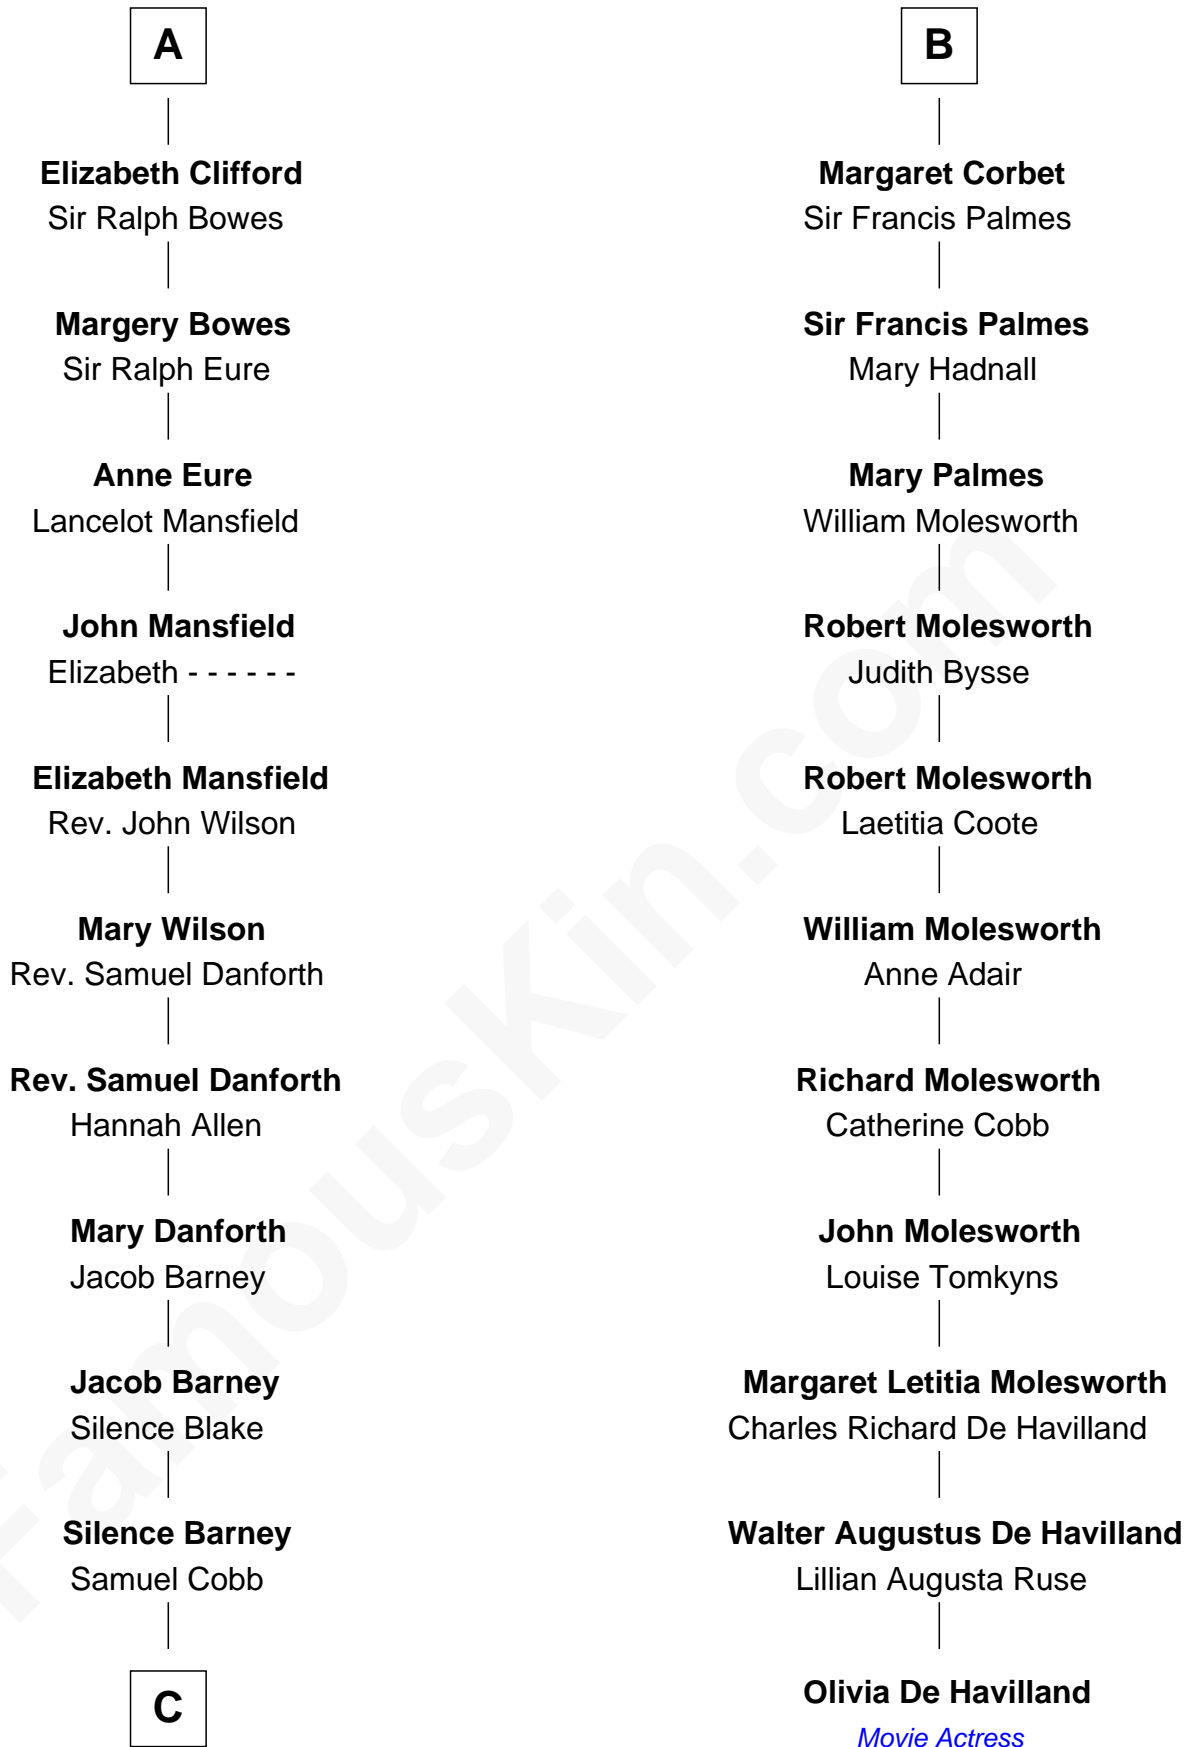 A
Elizabeth Clifford
Sir Ralph Bowes
Margery Bowes
Sir Ralph Eure
Anne Eure
Lancelot Mansfield
John Mansfield
Elizabeth - - - - - -
Elizabeth Mansfield
Rev. John Wilson
Mary Wilson
Rev. Samuel Danforth
Rev. Samuel Danforth
Hannah Allen
Mary Danforth
Jacob Barney
Jacob Barney
Silence Blake
Silence Barney
Samuel Cobb
C
B
Margaret Corbet
Sir Francis Palmes
Sir Francis Palmes
Mary Hadnall
Mary Palmes
William Molesworth
Robert Molesworth
Judith Bysse
Robert Molesworth
Laetitia Coote
William Molesworth
Anne Adair
Richard Molesworth
Catherine Cobb
John Molesworth
Louise Tomkyns
Margaret Letitia Molesworth
Charles Richard De Havilland
Walter Augustus De Havilland
Lillian Augusta Ruse
Olivia De Havilland
Movie Actress
FamousKin.com